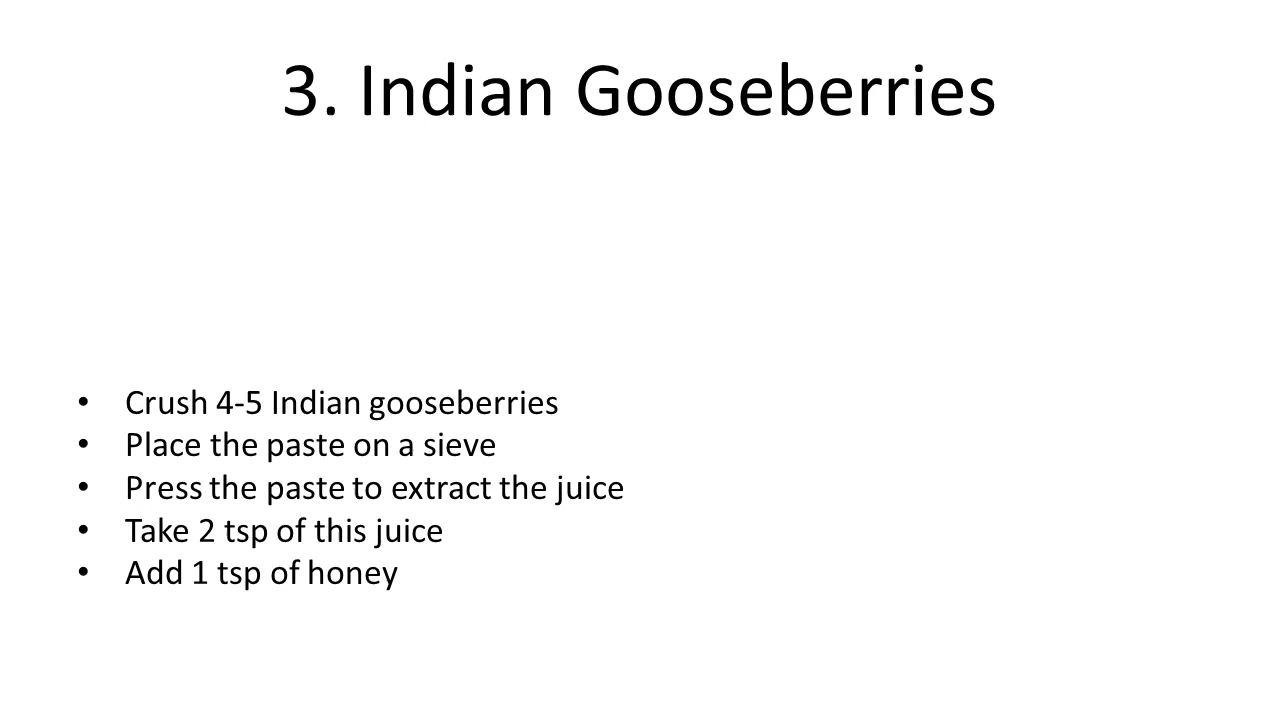 3. Indian Gooseberries
• Crush 4-5 Indian gooseberries
• Place the paste on a sieve
• Press the paste to extract the juice
• Take 2 tsp of this juice
• Add 1 tsp of honey